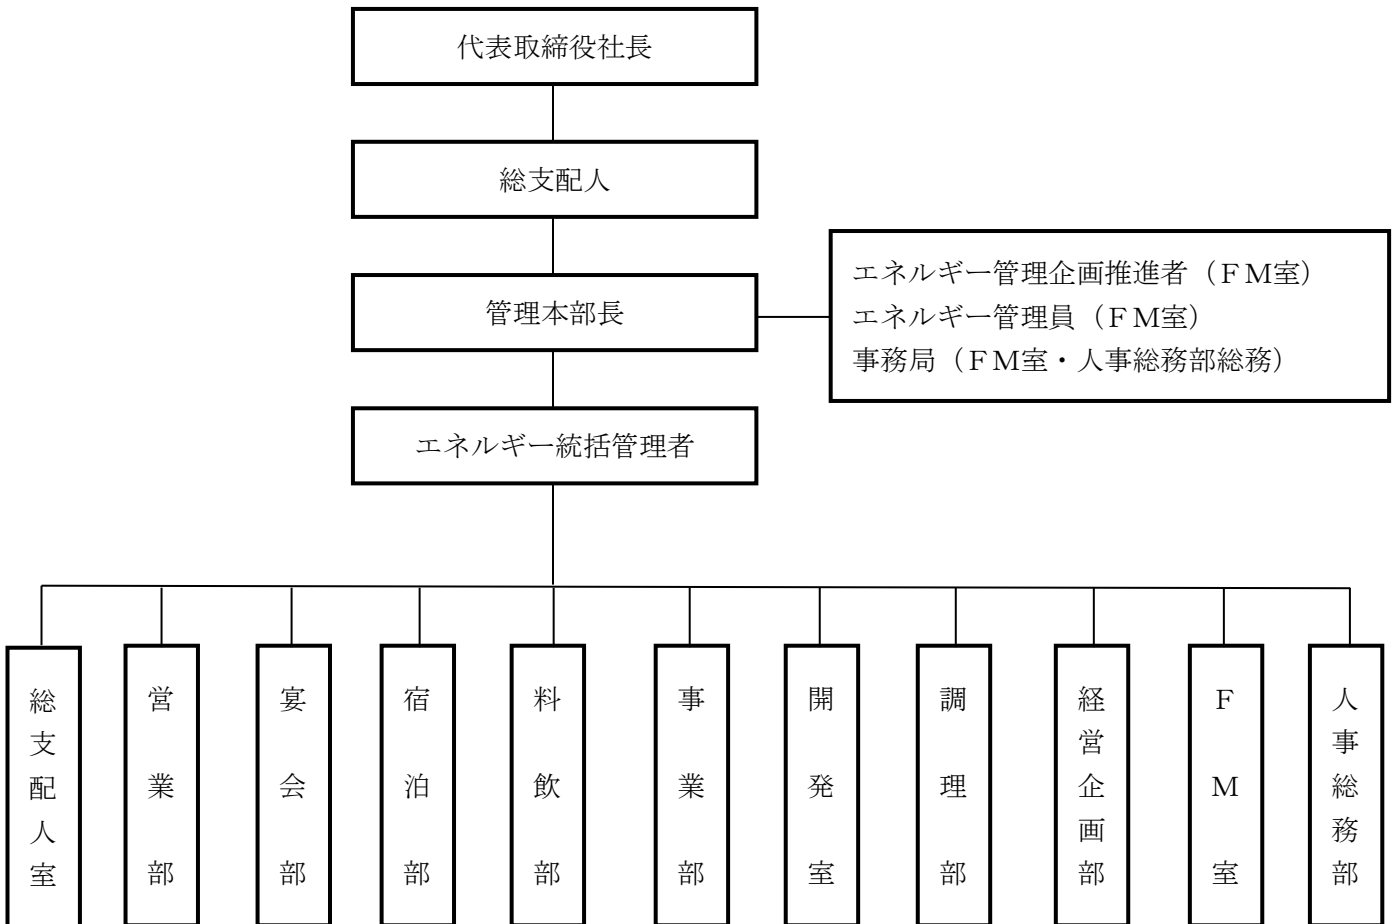 代表取締役社長
総支配人
管理本部長
エネルギー管理企画推進者（ＦＭ室）
エネルギー管理員（ＦＭ室）
事務局（ＦＭ室・人事総務部総務）
エネルギー統括管理者
総支配人室
営業部
宴会部
宿泊部
料飲部
事業部
開発室
調理部
経営企画部
ＦＭ室
人事総務部